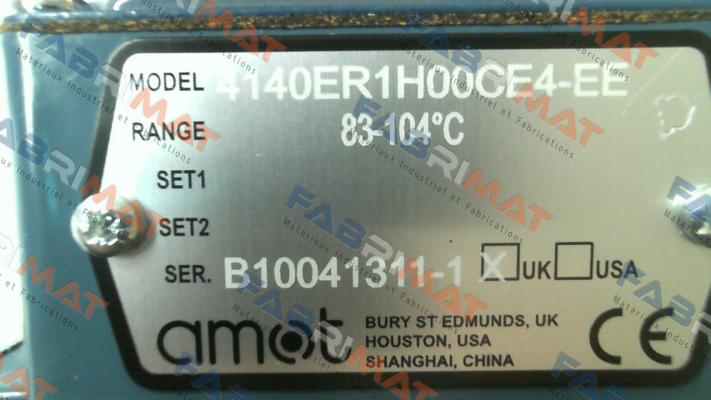 MODEL 4140ER1H00CE4-EE
RANGE 83-104°C
SET1
SET2
SER. B10041311-1 X UK USA
amot
BURY ST EDMUNDS, UK
HOUSTON, USA
SHANGHAI, CHINA
CE
FABRIMAT
Materiaux Industriel et Fabrications